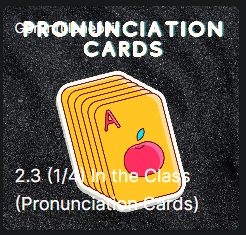 PRONUNCIATION
CARDS
A
2.3 (1/4) In the Class
(Pronunciation Cards)